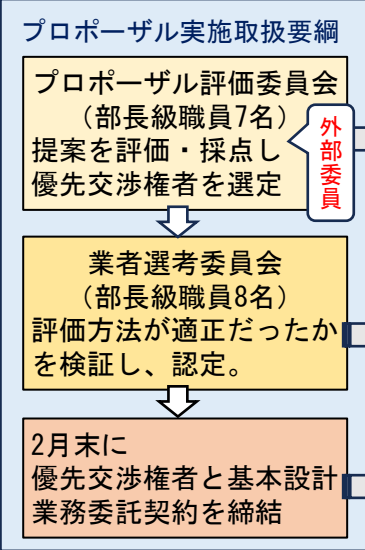 プロポーザル実施取扱要綱
プロポーザル評価委員会
（部長級職員7名）
提案を評価・採点し
優先交渉権者を選定
外部委員
業者選考委員会
（部長級職員8名）
評価方法が適正だったか
を検証し、認定。
2月末に
優先交渉権者と基本設計
業務委託契約を締結